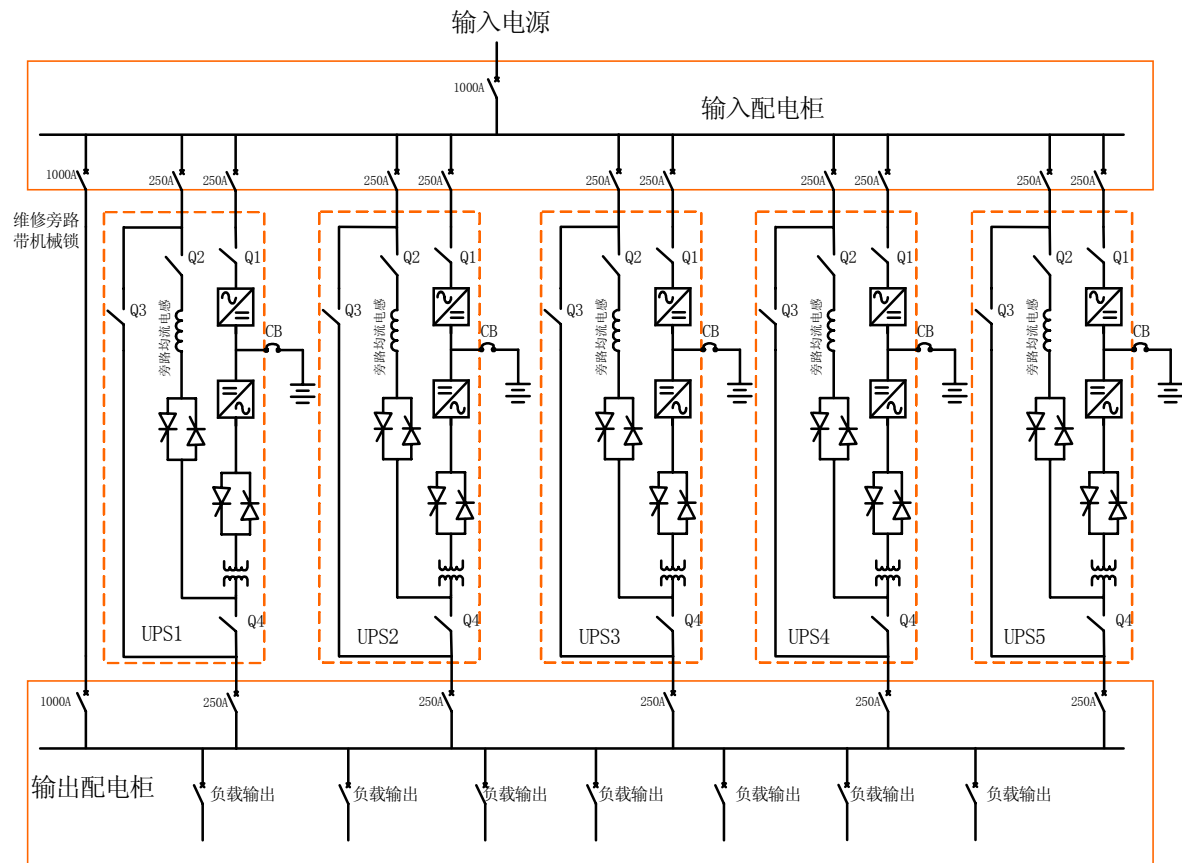 输入电源
1000A
输入配电柜
1000A
250A
250A
250A
250A
250A
250A
250A
250A
250A
250A
维修旁路
带机械锁
Q2
Q1
Q2
Q1
Q2
Q1
Q2
Q1
Q2
Q1
Q3
旁路均流电感
CB
Q3
旁路均流电感
CB
Q3
旁路均流电感
CB
Q3
旁路均流电感
CB
Q3
旁路均流电感
CB
UPS1
Q4
UPS2
Q4
UPS3
Q4
UPS4
Q4
UPS5
Q4
1000A
250A
250A
250A
250A
250A
输出配电柜
负载输出
负载输出
负载输出
负载输出
负载输出
负载输出
负载输出